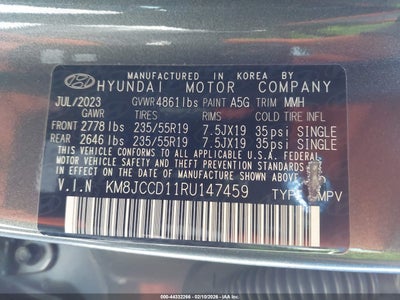 MANUFACTURED IN KOREA BY
HYUNDAI MOTOR COMPANY
JUL/2023 GVWR 4861lbs PAINT A5G TRIM MMH
GAWR TIRES RIMS COLD TIRE INFL
FRONT 2778 lbs 235/55R19 7.5JX19 35psi SINGLE
REAR 2646 lbs 235/55R19 7.5JX19 35psi SINGLE
THIS VEHICLE CONFORMS TO ALL APPLICABLE U.S.A FEDERAL
MOTOR VEHICLE SAFETY, BUMPER, AND THEFT
PREVENTION STANDARDS
IN EFFECT ON THE DATE OF MANUFACTURE SHOWN ABOVE.
V.I.N KM8JCCD11RU147459 TYPE MPV
44332266 - 02/10/2026 - IAA Inc.